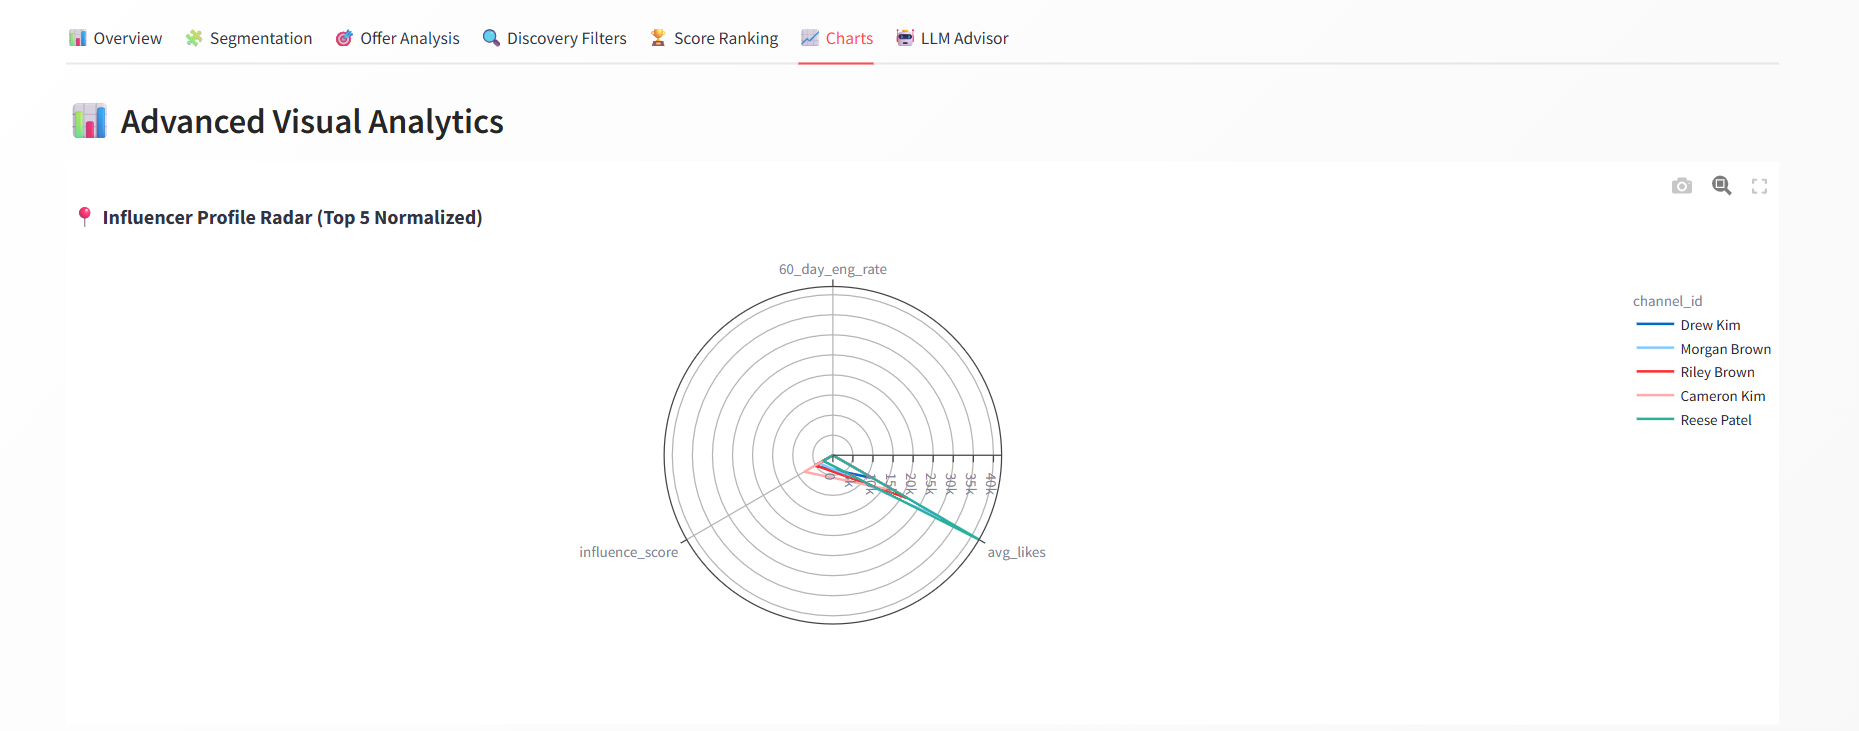 Overview Segmentation Offer Analysis Discovery Filters Score Ranking Charts LLM Advisor
Advanced Visual Analytics
Influencer Profile Radar (Top 5 Normalized)
60_day_eng_rate
channel_id
Drew Kim
Morgan Brown
Riley Brown
Cameron Kim
Reese Patel
0 5k 10k 15k 20k 25k 30k 35k 40k
influence_score
avg_likes